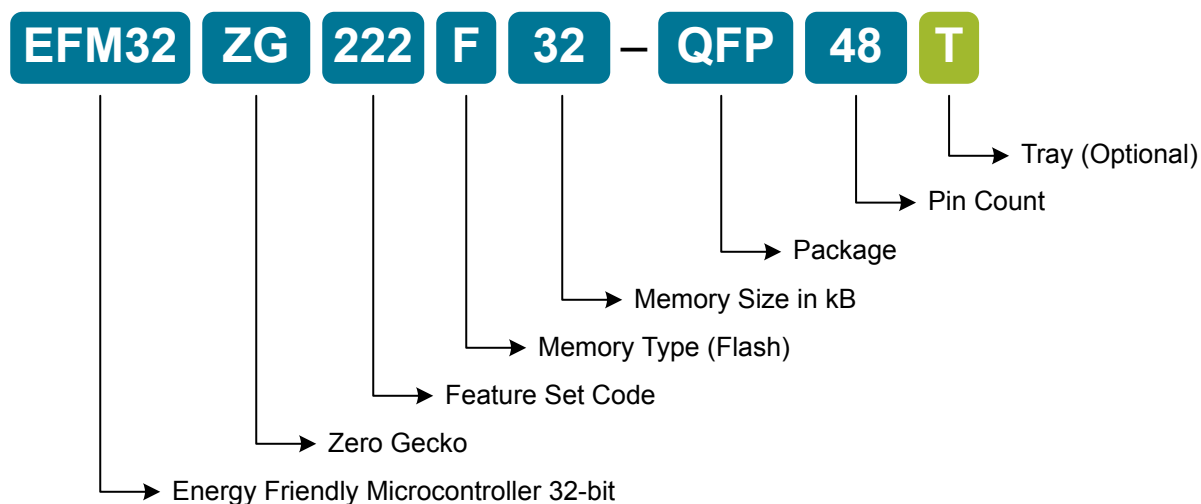 EFM32 ZG 222 F 32 – QFP 48 T
Tray (Optional)
Pin Count
Package
Memory Size in kB
Memory Type (Flash)
Feature Set Code
Zero Gecko
Energy Friendly Microcontroller 32-bit